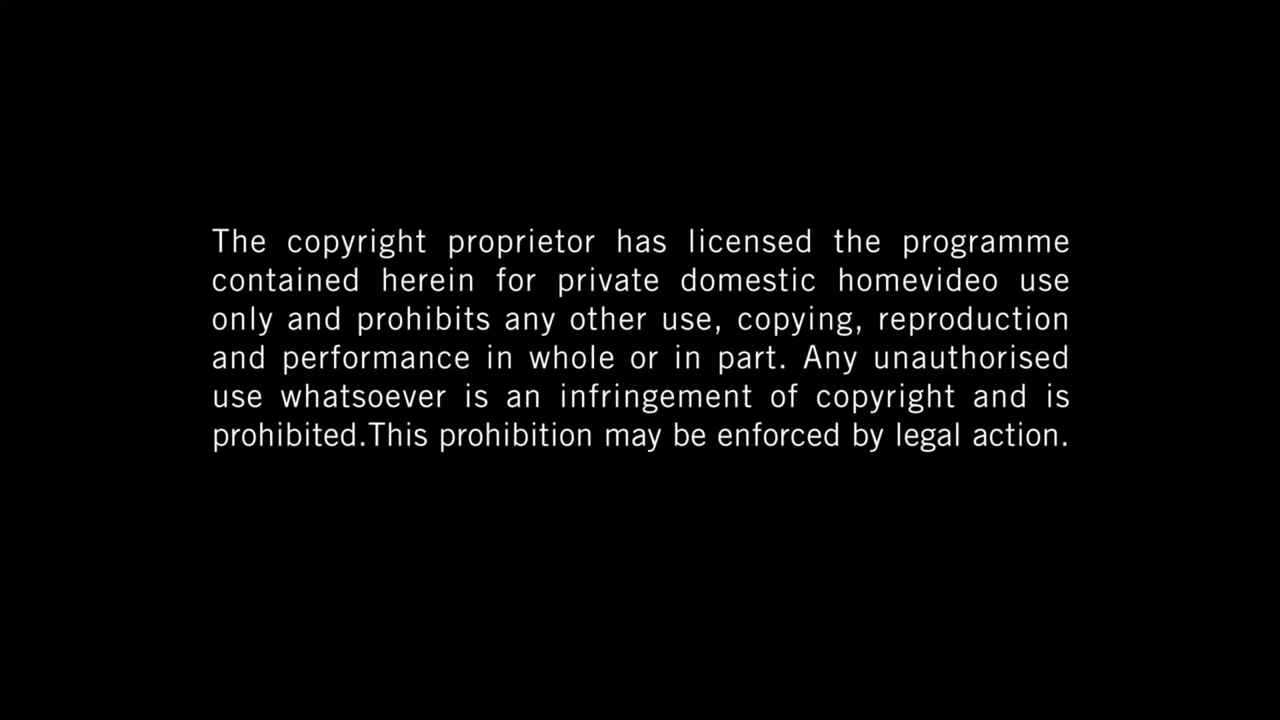 The copyright proprietor has licensed the programme
contained herein for private domestic homevideo use
only and prohibits any other use, copying, reproduction
and performance in whole or in part. Any unauthorised
use whatsoever is an infringement of copyright and is
prohibited.This prohibition may be enforced by legal action.